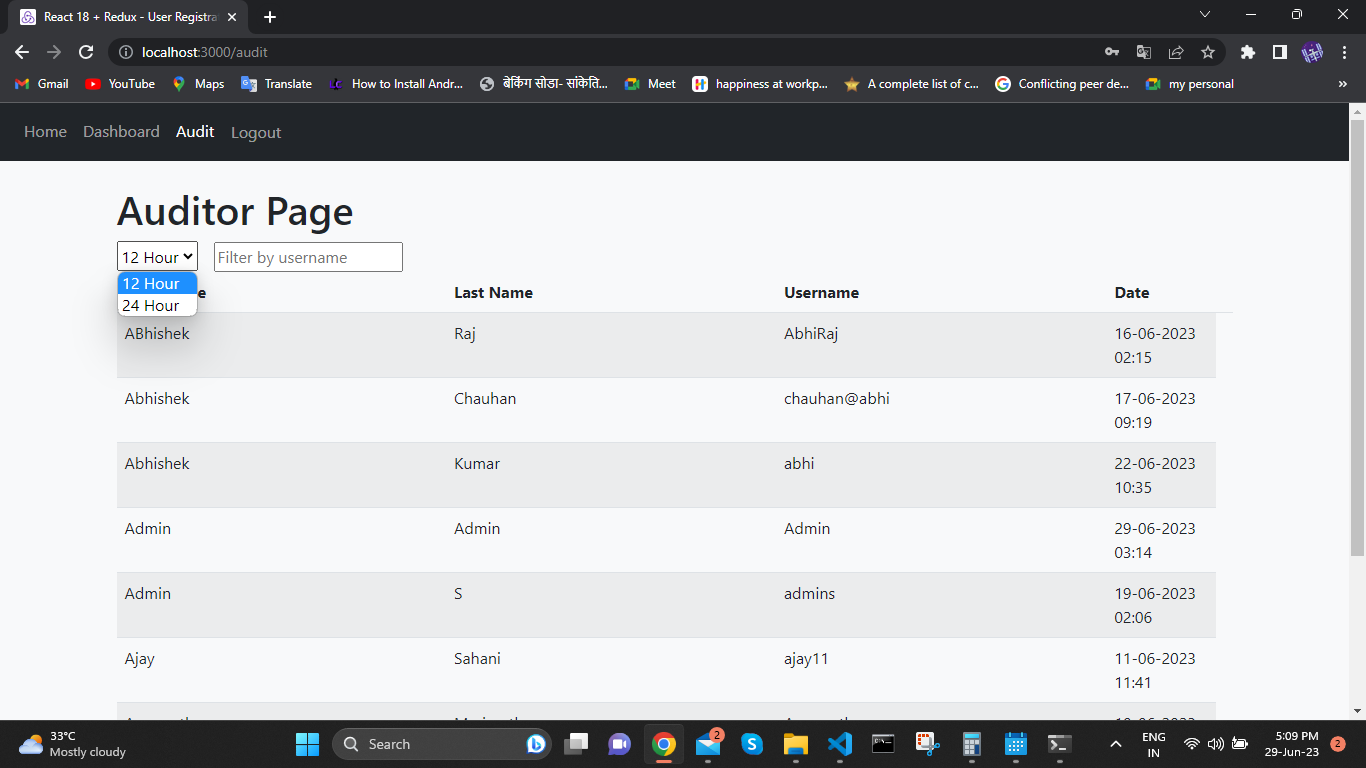 React 18 + Redux - User Registra
localhost:3000/audit
Gmail YouTube Maps Translate How to Install Andr... बेकिंग सोडा- सांकेति... Meet happiness at workp... A complete list of c... Conflicting peer de... my personal »
Home Dashboard Audit Logout
Auditor Page
12 Hour Filter by username
12 Hour
24 Hour
e Last Name Username Date
ABhishek Raj AbhiRaj 16-06-2023
02:15
Abhishek Chauhan chauhan@abhi 17-06-2023
09:19
Abhishek Kumar abhi 22-06-2023
10:35
Admin Admin Admin 29-06-2023
03:14
Admin S admins 19-06-2023
02:06
Ajay Sahani ajay11 11-06-2023
11:41
33°C
Mostly cloudy
Search
2
ENG
IN
5:09 PM
29-Jun-23
2